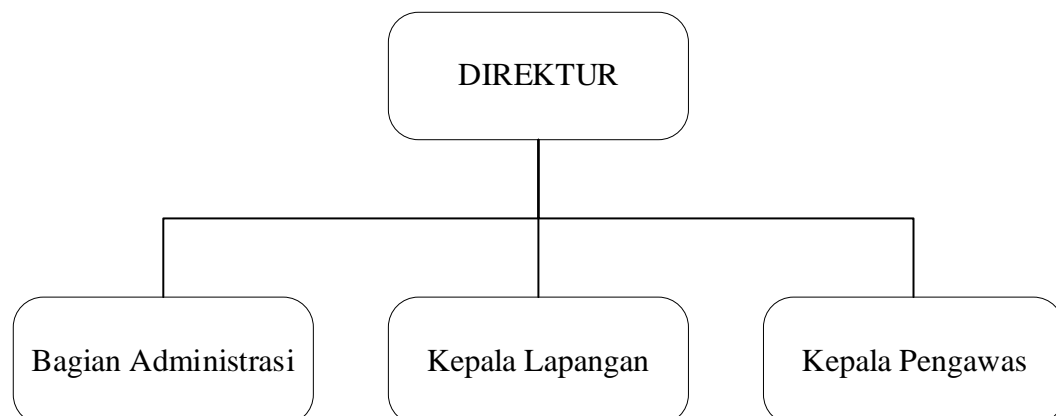 DIREKTUR
Bagian Administrasi
Kepala Lapangan
Kepala Pengawas